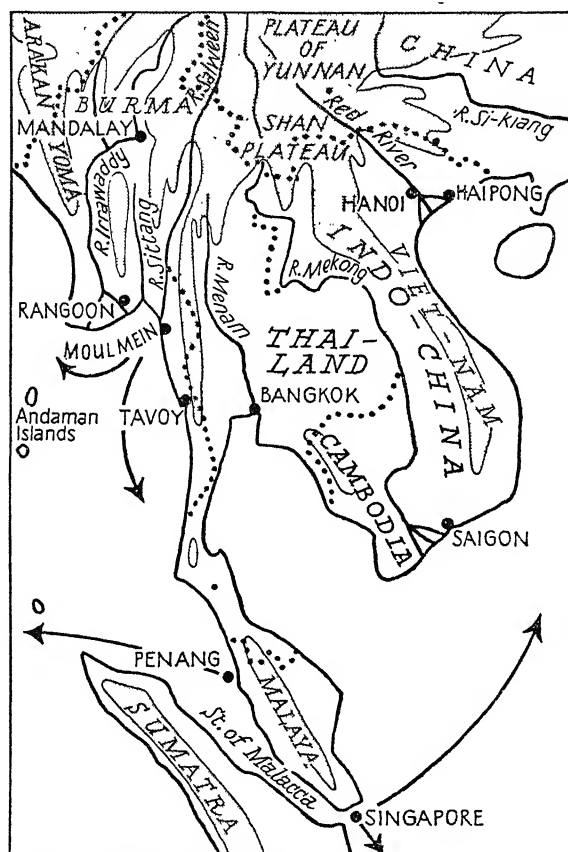 PLATEAU
OF
YUNNAN
CHINA
ARAKAN
YOMA
BURMA
R.Salween
MANDALAY
SHAN
PLATEAU
Red River
R.Si-kiang
HANOI
HAIPONG
R.Irrawaddy
R.Sittang
R.Menam
R.Mekong
INDO-CHINA
VIET-NAM
RANGOON
MOULMEIN
THAI-
LAND
Andaman
Islands
TAVOY
BANGKOK
CAMBODIA
SAIGON
PENANG
MALAYA
St. of Malacca
SUMATRA
SINGAPORE